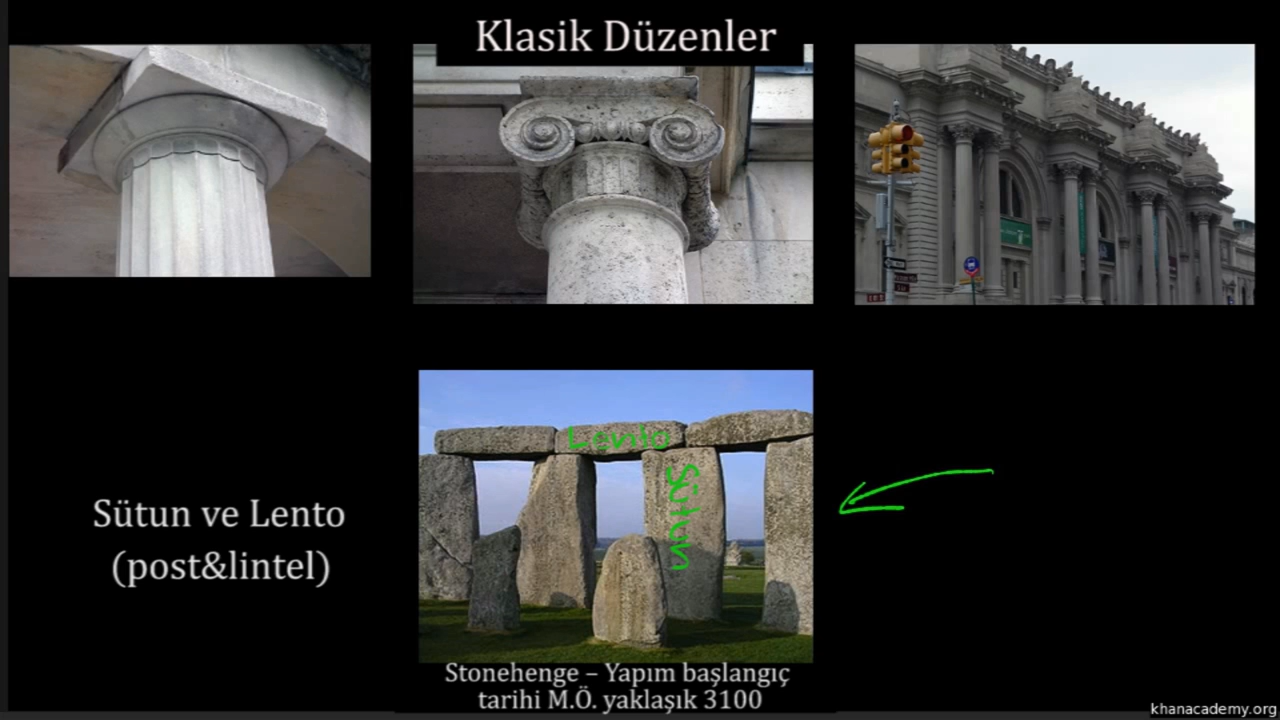 Klasik Düzenler
Lento
Sütun
Sütun ve Lento
(post&lintel)
Stonehenge – Yapım başlangıç
tarihi M.Ö. yaklaşık 3100
khanacademy.org